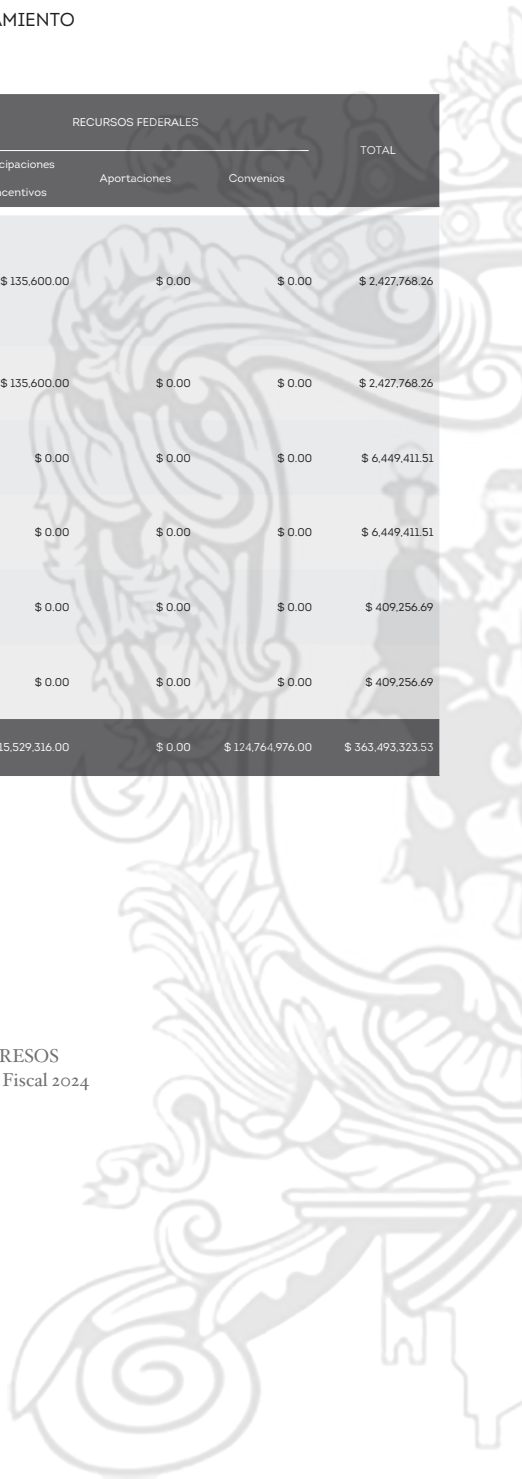 AMIENTO
RECURSOS FEDERALES
TOTAL
cipaciones
ncentivos
Aportaciones
Convenios
$ 135,600.00 $ 0.00 $ 0.00 $ 2,427,768.26
$ 135,600.00 $ 0.00 $ 0.00 $ 2,427,768.26
$ 0.00 $ 0.00 $ 0.00 $ 6,449,411.51
$ 0.00 $ 0.00 $ 0.00 $ 6,449,411.51
$ 0.00 $ 0.00 $ 0.00 $ 409,256.69
$ 0.00 $ 0.00 $ 0.00 $ 409,256.69
15,529,316.00 $ 0.00 $ 124,764,976.00 $ 363,493,323.53
RESOS
Fiscal 2024